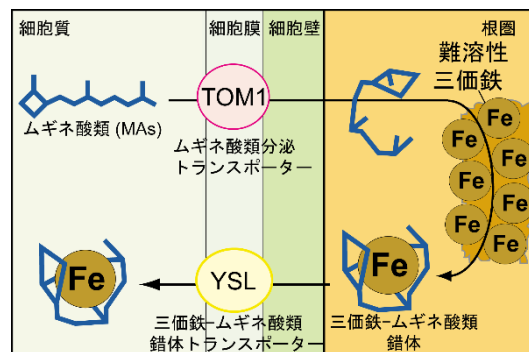 細胞質
細胞膜
細胞壁
根圏
難溶性
三価鉄
TOM1
ムギネ酸類 (MAs)
ムギネ酸類分泌
トランスポーター
Fe
Fe
Fe
Fe
Fe
Fe
Fe
Fe
YSL
Fe
三価鉄−ムギネ酸類
錯体トランスポーター
三価鉄−ムギネ酸類
錯体